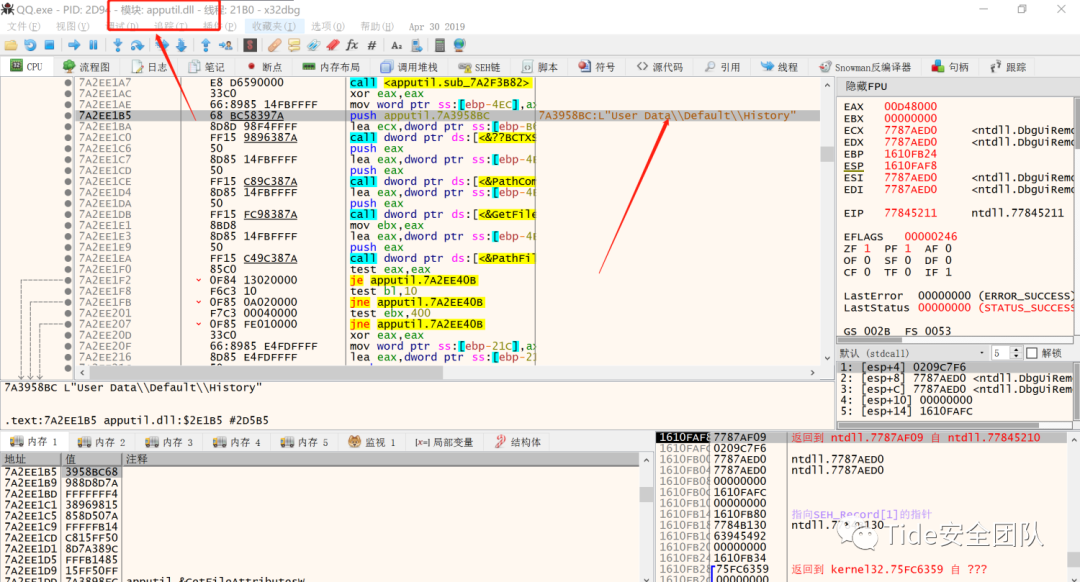 QQ.exe - PID: 2D94 - 模块: apputil.dll - 线程: 21B0 - x32dbg
文件(F) 视图(V) 调试(D) 追踪(T) 插件(P) 收藏夹(I) 选项(O) 帮助(H) Apr 30 2019
CPU 流程图 日志 笔记 断点 内存布局 调用堆栈 SEH链 脚本 符号 源代码 引用 线程 Snowman反编译器 句柄 跟踪
7A2EE1A7 E8 D6590000 call <apputil.sub_7A2F3B82>
7A2EE1AC 33C0 xor eax,eax
7A2EE1AE 66:8985 14FBFFFF mov word ptr ss:[ebp-4EC],ax
7A2EE1B5 68 BC58397A push apputil.7A3958BC 7A3958BC:L"User Data\\Default\\History"
7A2EE1BA 8D8D 98F4FFFF lea ecx,dword ptr ss:[ebp-B
7A2EE1C0 FF15 9896387A call dword ptr ds:[<&??BCTXS
7A2EE1C6 50 push eax
7A2EE1C7 8D85 14FBFFFF lea eax,dword ptr ss:[ebp-4
7A2EE1CD 50 push eax
7A2EE1CE FF15 C89C387A call dword ptr ds:[<&PathCom
7A2EE1D4 8D85 14FBFFFF lea eax,dword ptr ss:[ebp-4
7A2EE1DA 50 push eax
7A2EE1DB FF15 FC98387A call dword ptr ds:[<&GetFile
7A2EE1E1 8BD8 mov ebx,eax
7A2EE1E3 8D85 14FBFFFF lea eax,dword ptr ss:[ebp-4
7A2EE1E9 50 push eax
7A2EE1EA FF15 C49C387A call dword ptr ds:[<&PathFil
7A2EE1F0 85C0 test eax,eax
7A2EE1F2 0F84 13020000 je apputil.7A2EE40B
7A2EE1F8 F6C3 10 test bl,10
7A2EE1FB 0F85 0A020000 jne apputil.7A2EE40B
7A2EE201 F7C3 00040000 test ebx,400
7A2EE207 0F85 FE010000 jne apputil.7A2EE40B
7A2EE20D 33C0 xor eax,eax
7A2EE20F 66:8985 E4FDFFFF mov word ptr ss:[ebp-21C],a
7A2EE216 8D85 E4FDFFFF lea eax,dword ptr ss:[ebp-2
隐藏FPU
EAX 00D48000
EBX 00000000
ECX 7787AED0 <ntdll.DbgUiRemo
EDX 7787AED0 <ntdll.DbgUiRemo
EBP 1610FB24
ESP 1610FAF8
ESI 7787AED0 <ntdll.DbgUiRemo
EDI 7787AED0 <ntdll.DbgUiRemo
EIP 77845211 ntdll.77845211
EFLAGS 00000246
ZF 1 PF 1 AF 0
OF 0 SF 0 DF 0
CF 0 TF 0 IF 1
LastError 00000000 (ERROR_SUCCESS)
LastStatus 00000000 (STATUS_SUCCESS
GS 002B FS 0053
默认 (stdcall) 5 解锁
1: [esp+4] 0209C7F6
2: [esp+8] 7787AED0 <ntdll.DbgUiRem
3: [esp+C] 7787AED0 <ntdll.DbgUiRem
4: [esp+10] 00000000
5: [esp+14] 1610FAFC
7A3958BC L"User Data\\Default\\History"
.text:7A2EE1B5 apputil.dll:$2E1B5 #2D5B5
内存 1 内存 2 内存 3 内存 4 内存 5 监视 1 [x=] 局部变量 结构体
地址 值 注释
7A2EE1B5 3958BC68
7A2EE1B9 988D8D7A
7A2EE1BD FFFFFFF4
7A2EE1C1 38969815
7A2EE1C5 858D507A
7A2EE1C9 FFFFFB14
7A2EE1CD C815FF50
7A2EE1D1 8D7A389C
7A2EE1D5 FFFB1485
7A2EE1D9 15FF50FF
7A2EE1DD 7A3898FC apputil.&GetFileAttributesW
1610FAF8 7787AF09 返回到 ntdll.7787AF09 自 ntdll.77845210
1610FAFC 0209C7F6
1610FB00 7787AED0 ntdll.7787AED0
1610FB04 7787AED0 ntdll.7787AED0
1610FB08 00000000
1610FB0C 1610FAFC
1610FB10 00000000
1610FB14 1610FB80 指向SEH_Record[1]的指针
1610FB18 7784B130 ntdll.7784B130
1610FB1C 63945492
1610FB20 00000000
1610FB24 1610FB34
1610FB28 75FC6359 返回到 kernel32.75FC6359 自 ???
00000000
Tide安全团队